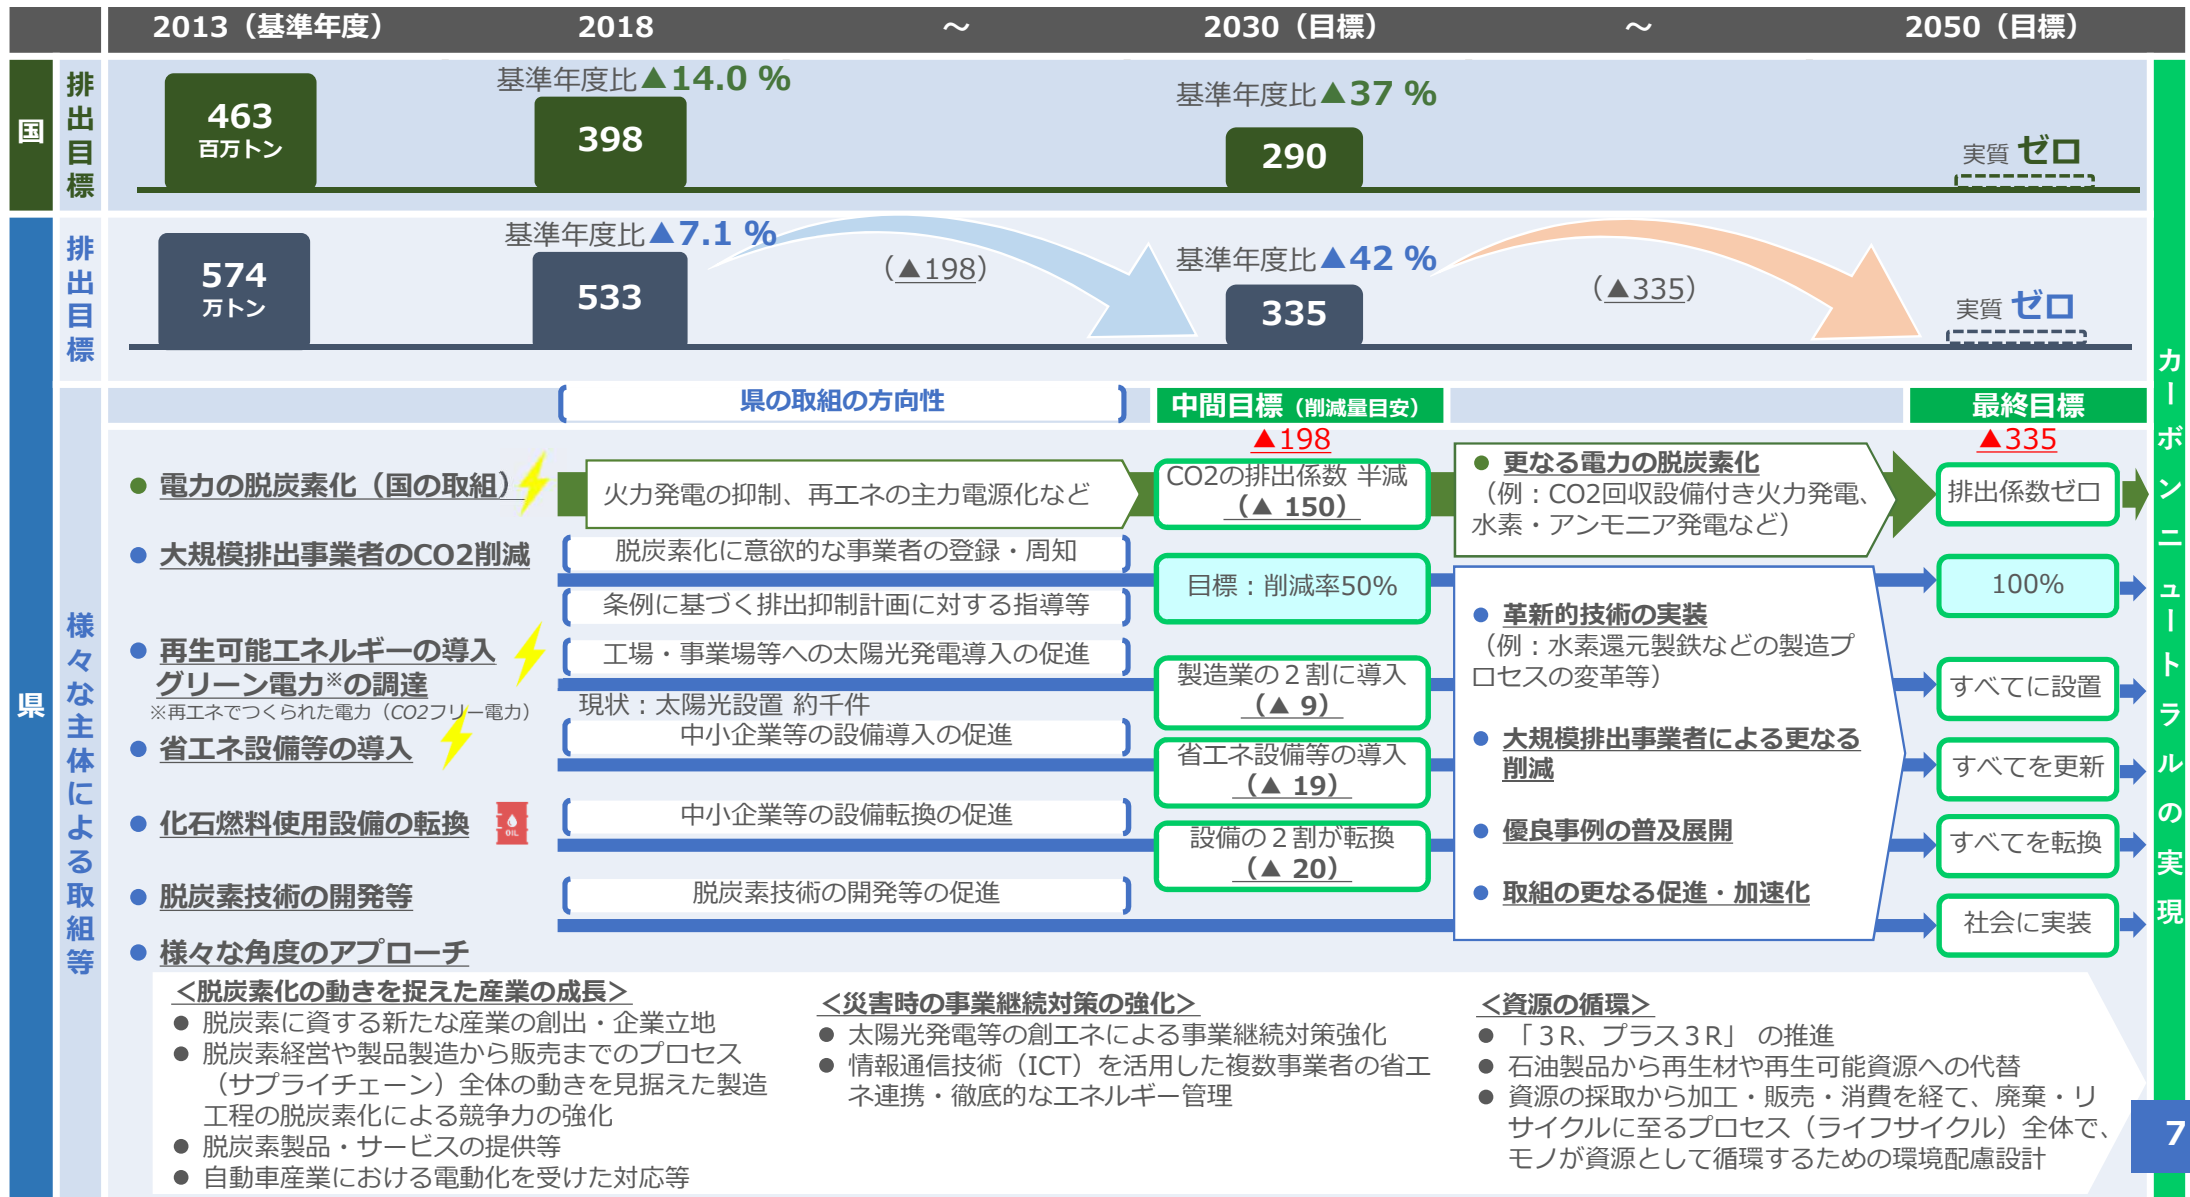 2013（基準年度）
2018
～
2030（目標）
～
2050（目標）
国
排出目標
463
百万トン
基準年度比▲14.0 %
398
基準年度比▲37 %
290
実質 ゼロ
県
排出目標
574
万トン
基準年度比▲7.1 %
533
（▲198）
基準年度比▲42 %
335
（▲335）
実質 ゼロ
様々な主体による取組等
県の取組の方向性
中間目標（削減量目安）
最終目標
▲198
▲335
● 電力の脱炭素化（国の取組）
火力発電の抑制、再エネの主力電源化など
CO2の排出係数 半減
（▲ 150）
● 更なる電力の脱炭素化
（例：CO2回収設備付き火力発電、
水素・アンモニア発電など）
排出係数ゼロ
● 大規模排出事業者のCO2削減
脱炭素化に意欲的な事業者の登録・周知
条例に基づく排出抑制計画に対する指導等
目標：削減率50%
100%
● 再生可能エネルギーの導入
グリーン電力※の調達
※再エネでつくられた電力（CO2フリー電力）
工場・事業場等への太陽光発電導入の促進
現状：太陽光設置 約千件
製造業の２割に導入
（▲ 9）
すべてに設置
● 省エネ設備等の導入
中小企業等の設備導入の促進
省エネ設備等の導入
（▲ 19）
すべてを更新
● 化石燃料使用設備の転換
OIL
中小企業等の設備転換の促進
設備の２割が転換
（▲ 20）
すべてを転換
● 脱炭素技術の開発等
脱炭素技術の開発等の促進
社会に実装
● 革新的技術の実装
（例：水素還元製鉄などの製造プ
ロセスの変革等）
● 大規模排出事業者による更なる
削減
● 優良事例の普及展開
● 取組の更なる促進・加速化
● 様々な角度のアプローチ
＜脱炭素化の動きを捉えた産業の成長＞
● 脱炭素に資する新たな産業の創出・企業立地
● 脱炭素経営や製品製造から販売までのプロセス
（サプライチェーン）全体の動きを見据えた製造
工程の脱炭素化による競争力の強化
● 脱炭素製品・サービスの提供等
● 自動車産業における電動化を受けた対応等
＜災害時の事業継続対策の強化＞
● 太陽光発電等の創エネによる事業継続対策強化
● 情報通信技術（ICT）を活用した複数事業者の省エ
ネ連携・徹底的なエネルギー管理
＜資源の循環＞
● 「３R、プラス３R」 の推進
● 石油製品から再生材や再生可能資源への代替
● 資源の採取から加工・販売・消費を経て、廃棄・リ
サイクルに至るプロセス（ライフサイクル）全体で、
モノが資源として循環するための環境配慮設計
カーボンニュートラルの実現
7